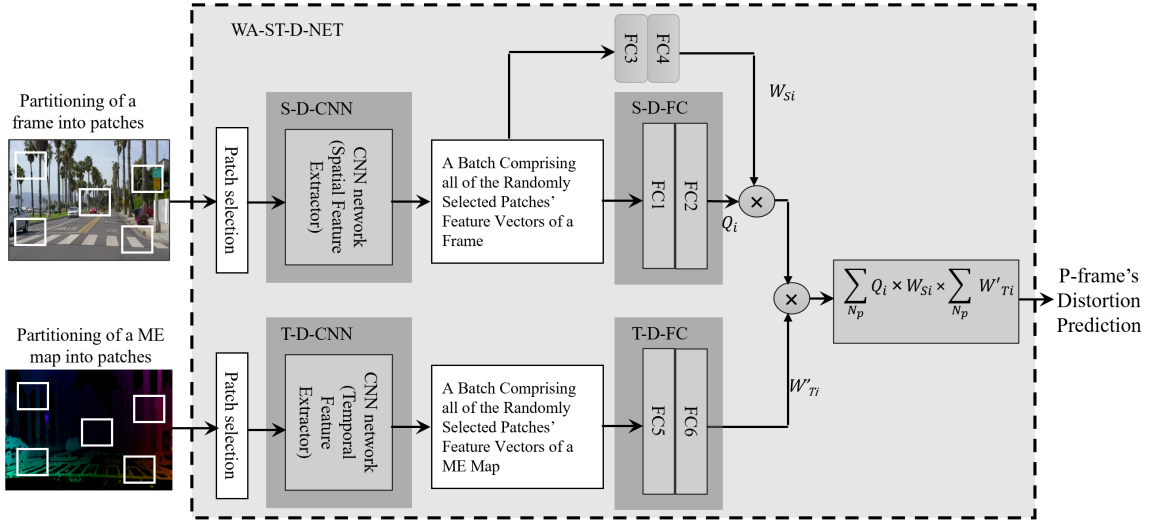 WA-ST-D-NET
FC3
FC4
W_Si
Partitioning of a
frame into patches
Patch selection
S-D-CNN
CNN network
(Spatial Feature
Extractor)
A Batch Comprising
all of the Randomly
Selected Patches’
Feature Vectors of a
Frame
S-D-FC
FC1
FC2
Q_i
×
×
∑_{N_p} Q_i × W_Si × ∑_{N_p} W'_Ti
P-frame’s
Distortion
Prediction
Partitioning of a ME
map into patches
Patch selection
T-D-CNN
CNN network
(Temporal
Feature
Extractor)
A Batch Comprising
all of the Randomly
Selected Patches’
Feature Vectors of a
ME Map
T-D-FC
FC5
FC6
W'_Ti